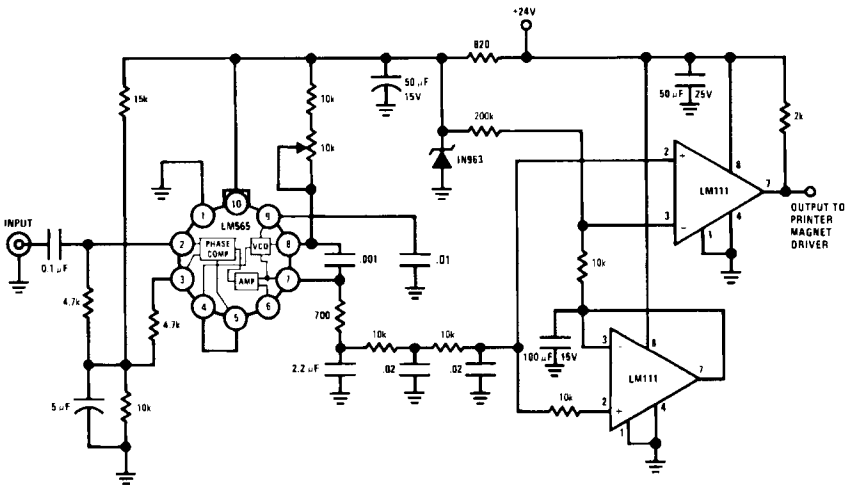 +24V
820
15k
10k
50 µF
15V
50 µF
25V
2k
200k
10k
IN963
2
+
8
LM111
7
3
-
1
4
OUTPUT TO
PRINTER
MAGNET
DRIVER
INPUT
0.1 µF
LM565
1
10
9
2
PHASE
COMP
VCO
8
3
AMP
7
4
5
6
.001
.01
4.7k
4.7k
700
10k
10k
10k
2.2 µF
.02
.02
180 µF
15V
3
-
8
7
LM111
10k
2
+
1
4
5 µF
10k